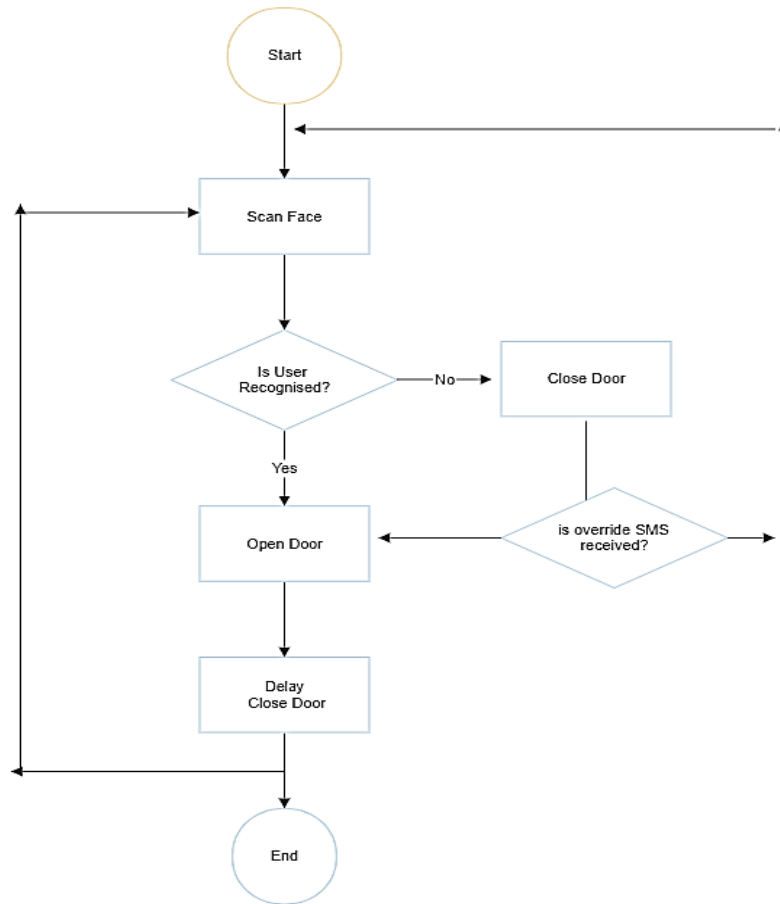 Start
Scan Face
Is User
Recognised?
No
Close Door
Yes
Open Door
is override SMS
received?
Delay
Close Door
End